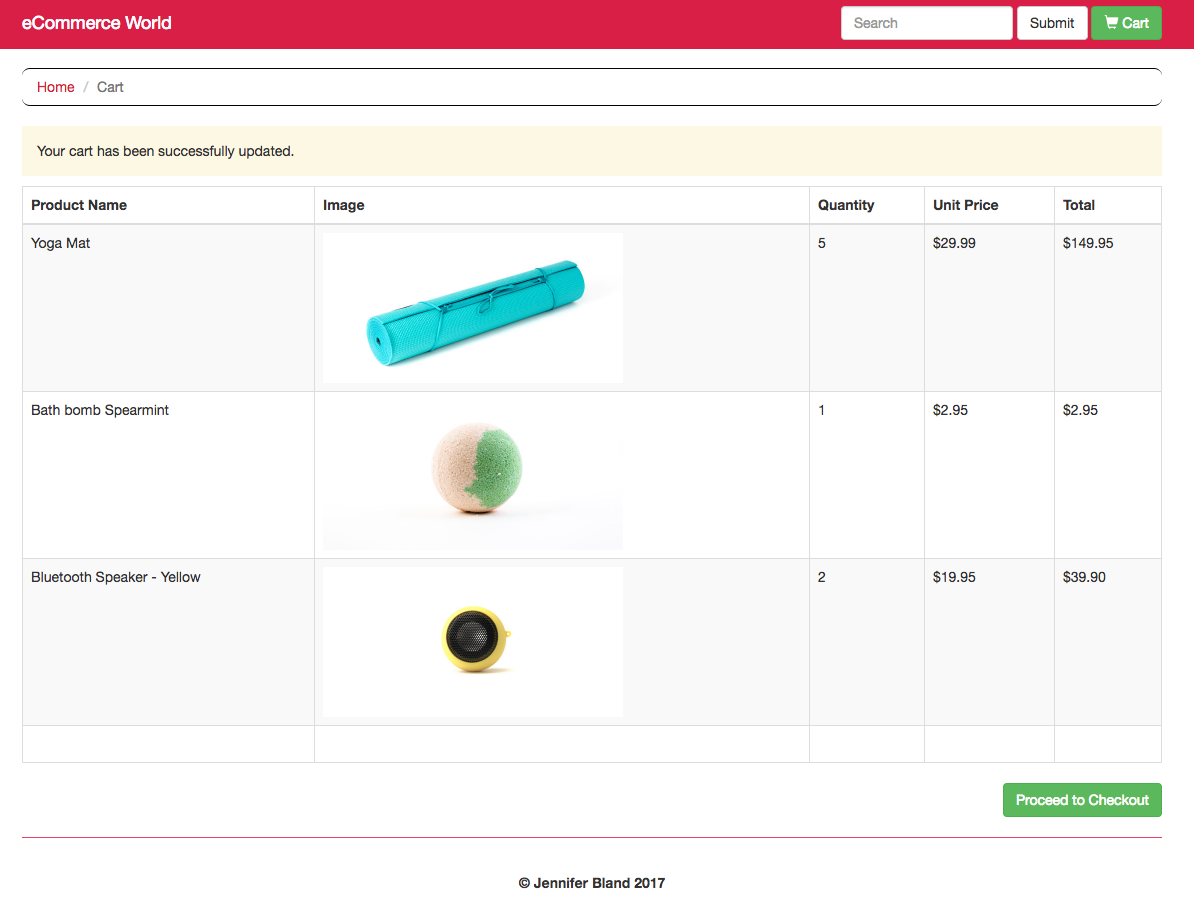 eCommerce World Search Submit Cart
Home / Cart
Your cart has been successfully updated.
Product Name Image Quantity Unit Price Total
Yoga Mat 5 $29.99 $149.95
Bath bomb Spearmint 1 $2.95 $2.95
Bluetooth Speaker - Yellow 2 $19.95 $39.90
Proceed to Checkout
© Jennifer Bland 2017